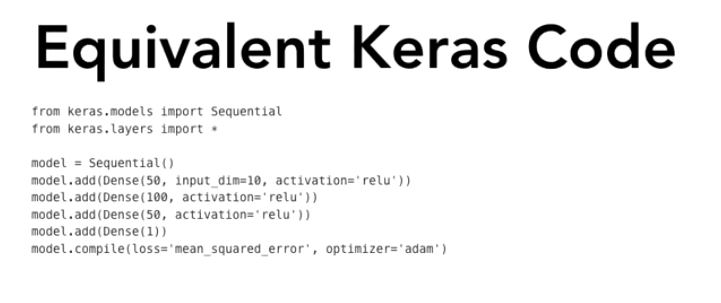 Equivalent Keras Code
from keras.models import Sequential
from keras.layers import *
model = Sequential()
model.add(Dense(50, input_dim=10, activation='relu'))
model.add(Dense(100, activation='relu'))
model.add(Dense(50, activation='relu'))
model.add(Dense(1))
model.compile(loss='mean_squared_error', optimizer='adam')